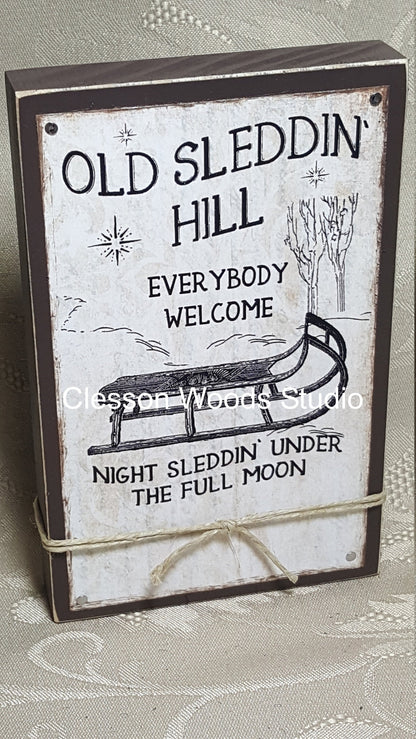 OLD SLEDDIN'
HILL
EVERYBODY
WELCOME
Clesson Woods Studio
NIGHT SLEDDIN' UNDER
THE FULL MOON